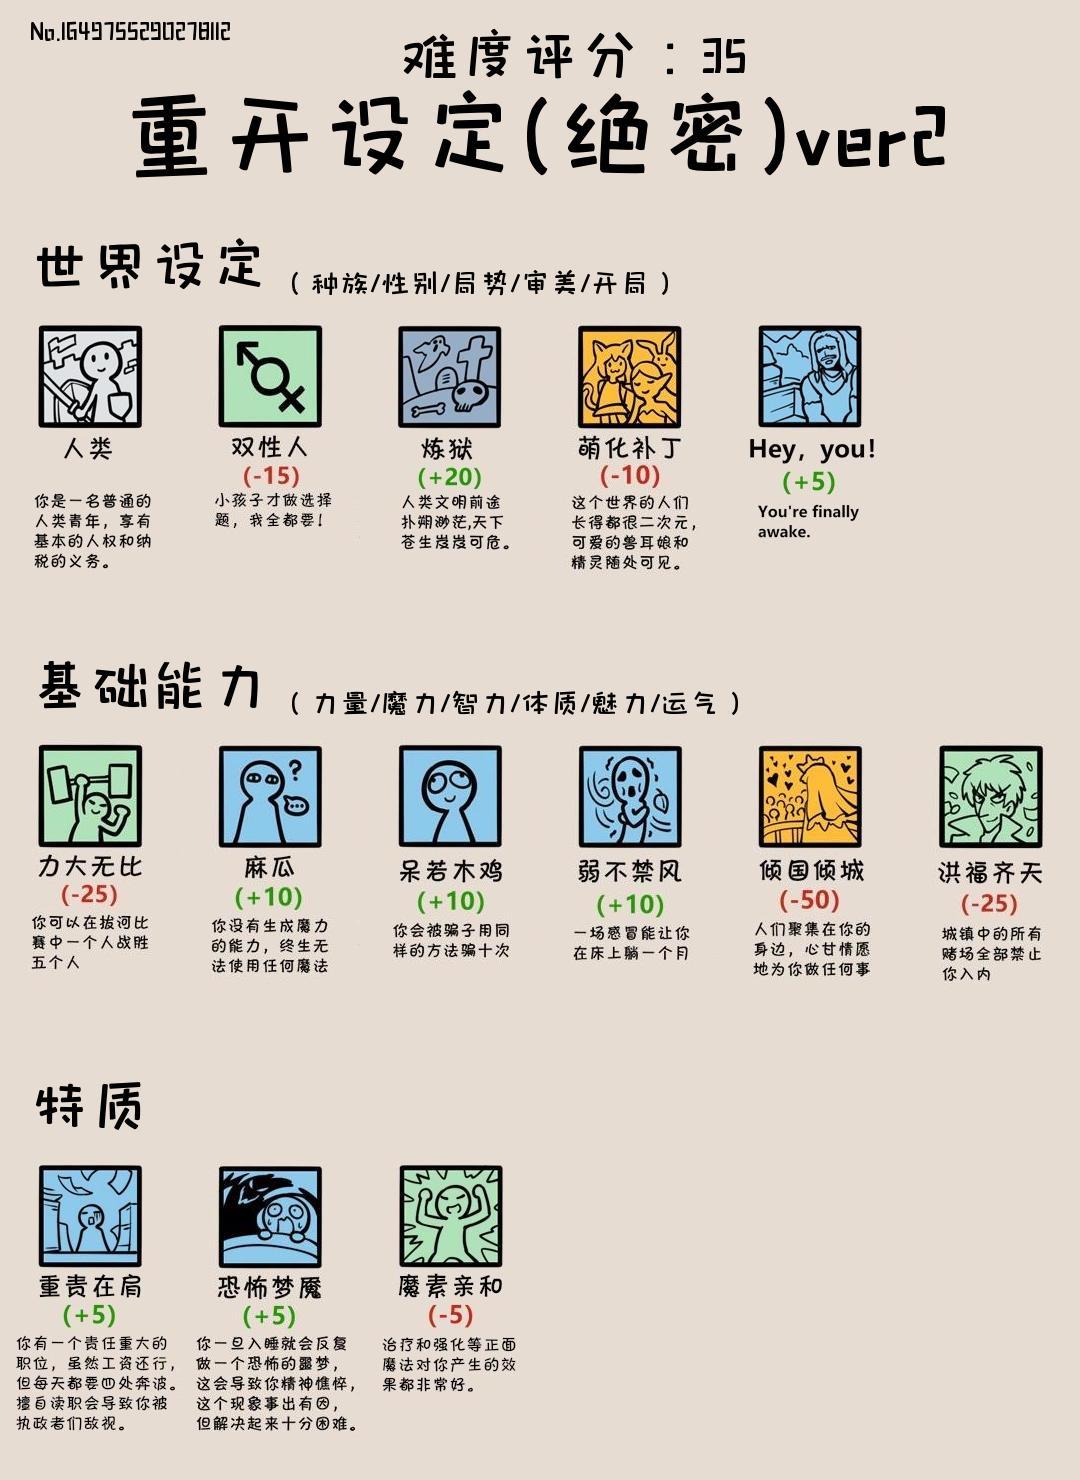 No.1649755290278112
难度评分：35
重开设定(绝密)ver2
世界设定 （种族/性别/局势/审美/开局）
人类
你是一名普通的
人类青年，享有
基本的人权和纳
税的义务。
双性人
(-15)
小孩子才做选择
题，我全都要！
炼狱
(+20)
人类文明前途
扑朔渺茫,天下
苍生岌岌可危。
萌化补丁
(-10)
这个世界的人们
长得都很二次元，
可爱的兽耳娘和
精灵随处可见。
Hey, you!
(+5)
You're finally
awake.
基础能力 （力量/魔力/智力/体质/魅力/运气）
力大无比
(-25)
你可以在拔河比
赛中一个人战胜
五个人
麻瓜
(+10)
你没有生成魔力
的能力，终生无
法使用任何魔法
呆若木鸡
(+10)
你会被骗子用同
样的方法骗十次
弱不禁风
(+10)
一场感冒能让你
在床上躺一个月
倾国倾城
(-50)
人们聚集在你的
身边，心甘情愿
地为你做任何事
洪福齐天
(-25)
城镇中的所有
赌场全部禁止
你入内
特质
重责在肩
(+5)
你有一个责任重大的
职位，虽然工资还行，
但每天都要四处奔波。
擅自渎职会导致你被
执政者们敌视。
恐怖梦魇
(+5)
你一旦入睡就会反复
做一个恐怖的噩梦，
这会导致你精神憔悴，
这个现象事出有因，
但解决起来十分困难。
魔素亲和
(-5)
治疗和强化等正面
魔法对你产生的效
果都非常好。